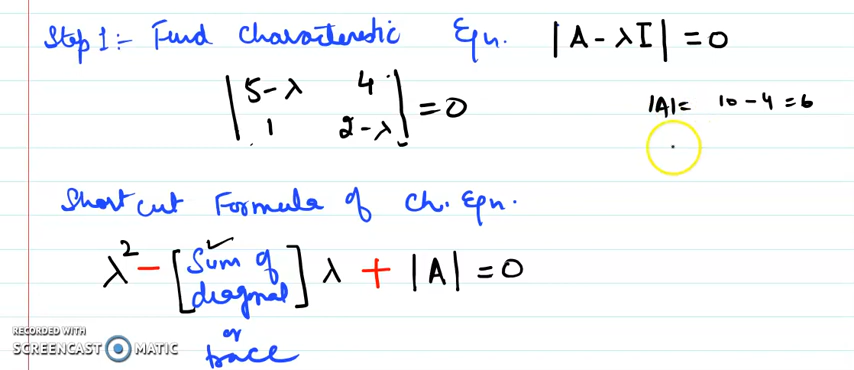 Step 1:- Find characteristic Eqn. |A - λI| = 0
|5-λ 4|
|1 2-λ| = 0
|A| = 10 - 4 = 6
Short cut Formula of Ch. Eqn.
λ² - [Sum of diagonal] λ + |A| = 0
or
trace
RECORDED WITH
SCREENCAST MATIC